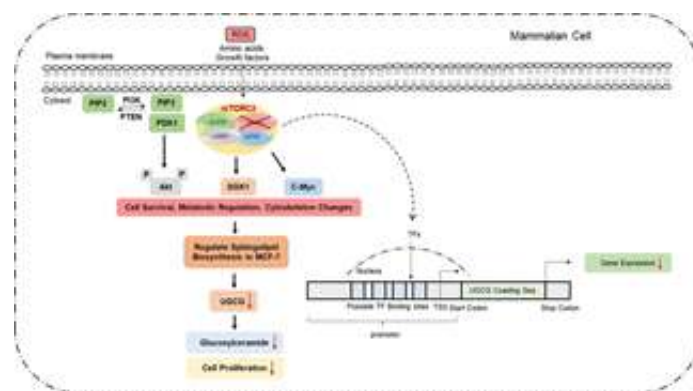 Mammalian Cell
Amino acids
Growth factors
Plasma membrane
Cytosol
mTORC2
PIP2
PI3K
PTEN
PIP3
PDK1
P
P
Akt
SGK1
C-Myc
Cell Survival, Metabolic Regulation, Cytoskeleton Changes
Regulate Sphingolipid
Biosynthesis in MCF-7
UGCG ↓
Glucosylceramide ↓
Cell Proliferation ↓
TFs
Nucleus
Possible TF Binding Sites
TSS
Start Codon
UGCG Coading Seq
Stop Codon
promoter
Gene Expression ↓